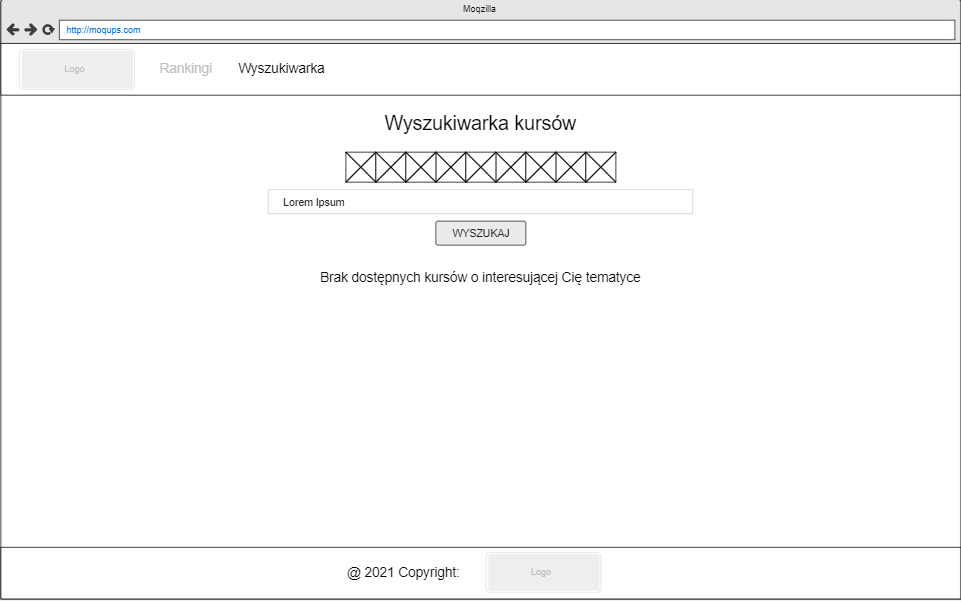 Moqzilla
http://moqups.com
Logo
Rankingi
Wyszukiwarka
Wyszukiwarka kursów
Lorem Ipsum
WYSZUKAJ
Brak dostępnych kursów o interesującej Cię tematyce
@ 2021 Copyright:
Logo